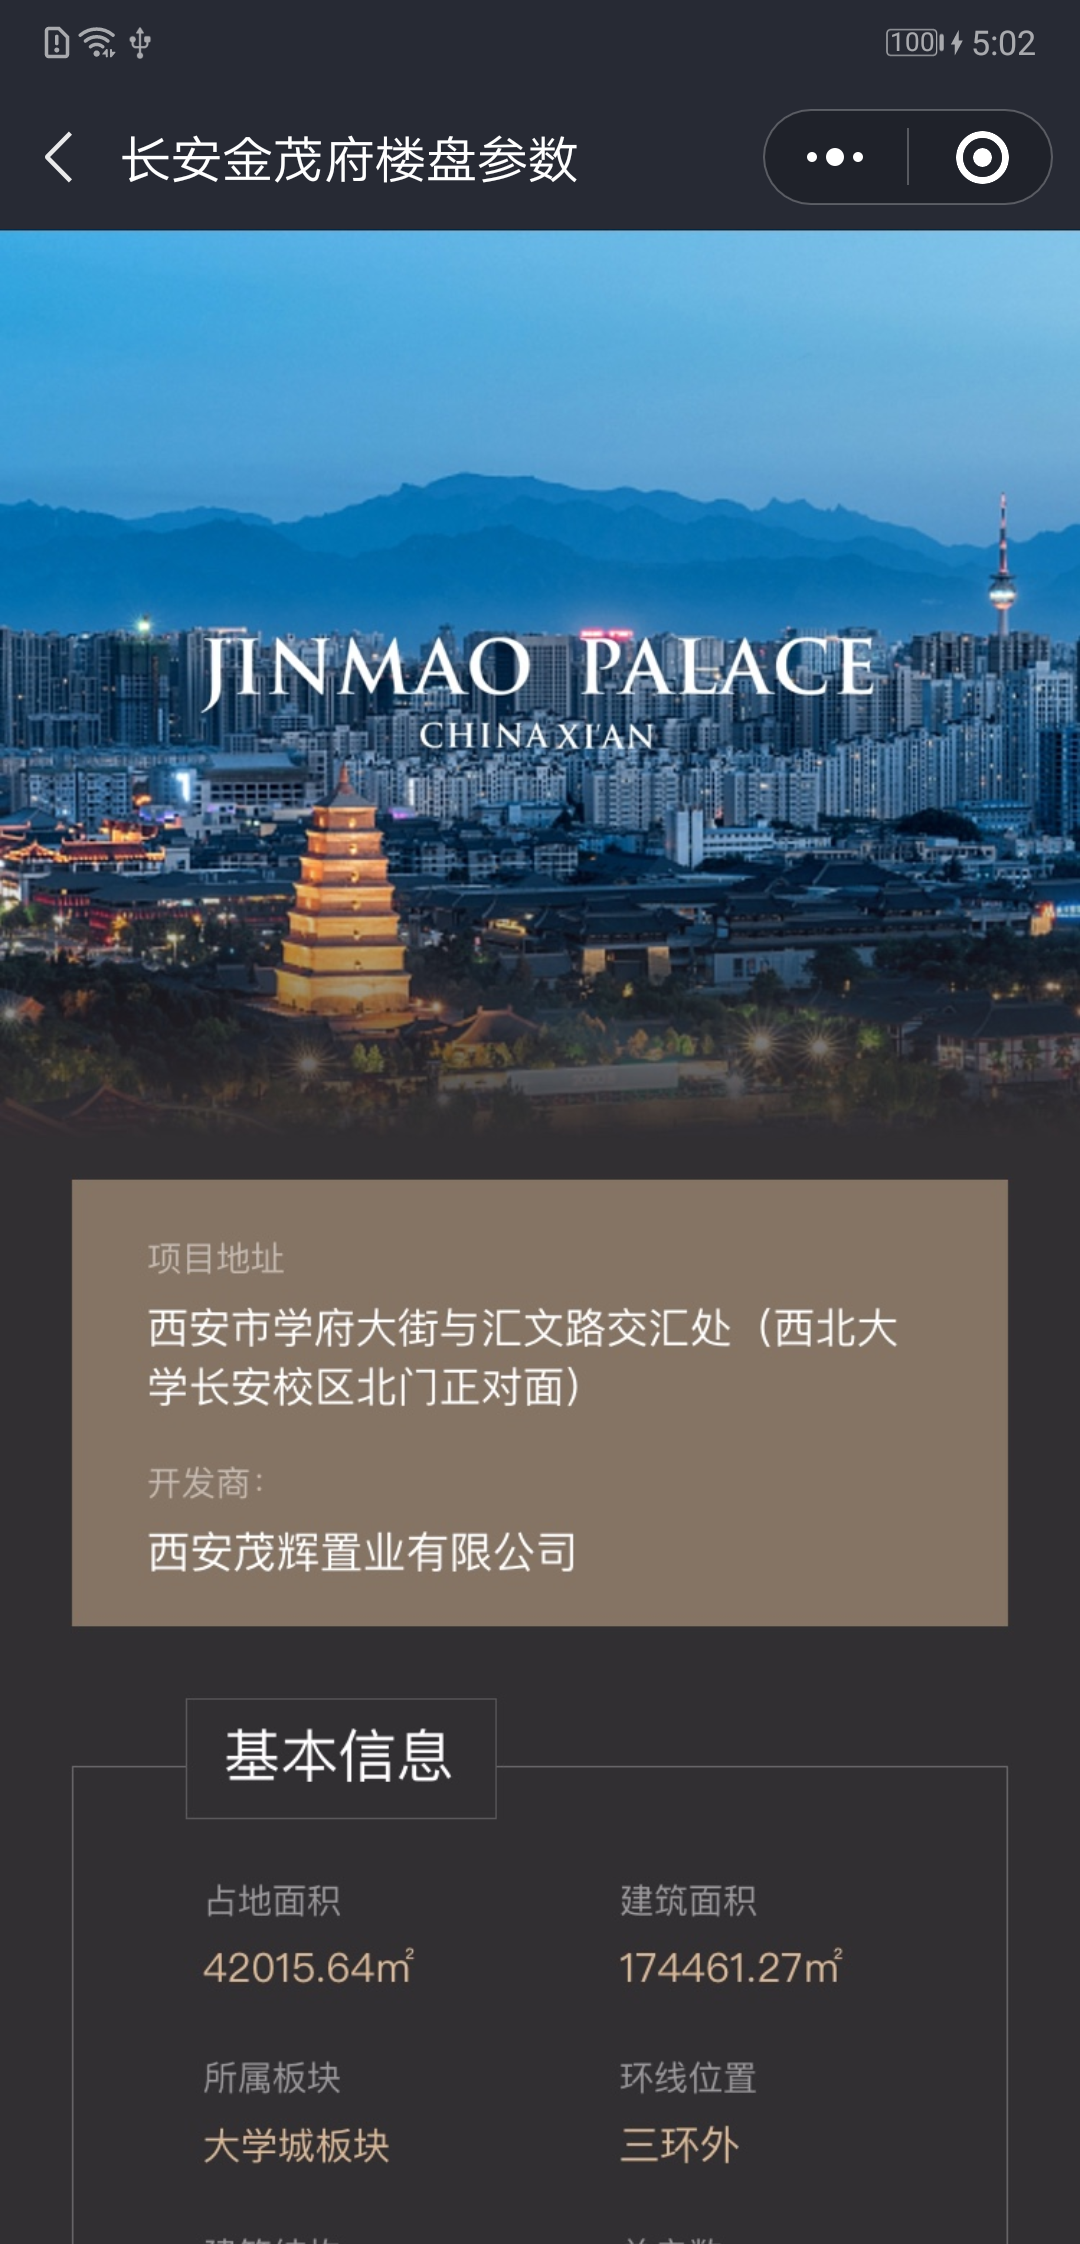 100 5:02
长安金茂府楼盘参数
JINMAO PALACE
CHINA XI'AN
项目地址
西安市学府大街与汇文路交汇处（西北大
学长安校区北门正对面）
开发商：
西安茂辉置业有限公司
基本信息
占地面积 建筑面积
42015.64㎡ 174461.27㎡
所属板块 环线位置
大学城板块 三环外